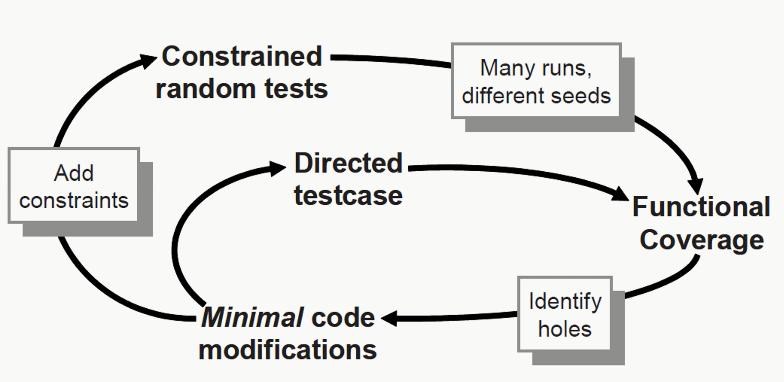 Constrained
random tests
Many runs,
different seeds
Add
constraints
Directed
testcase
Functional
Coverage
Identify
holes
Minimal code
modifications